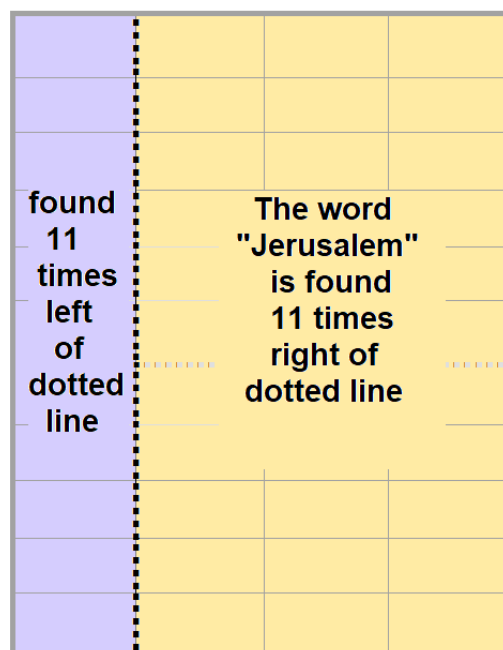 found
11
times
left
of
dotted
line
The word
"Jerusalem"
is found
11 times
right of
dotted line